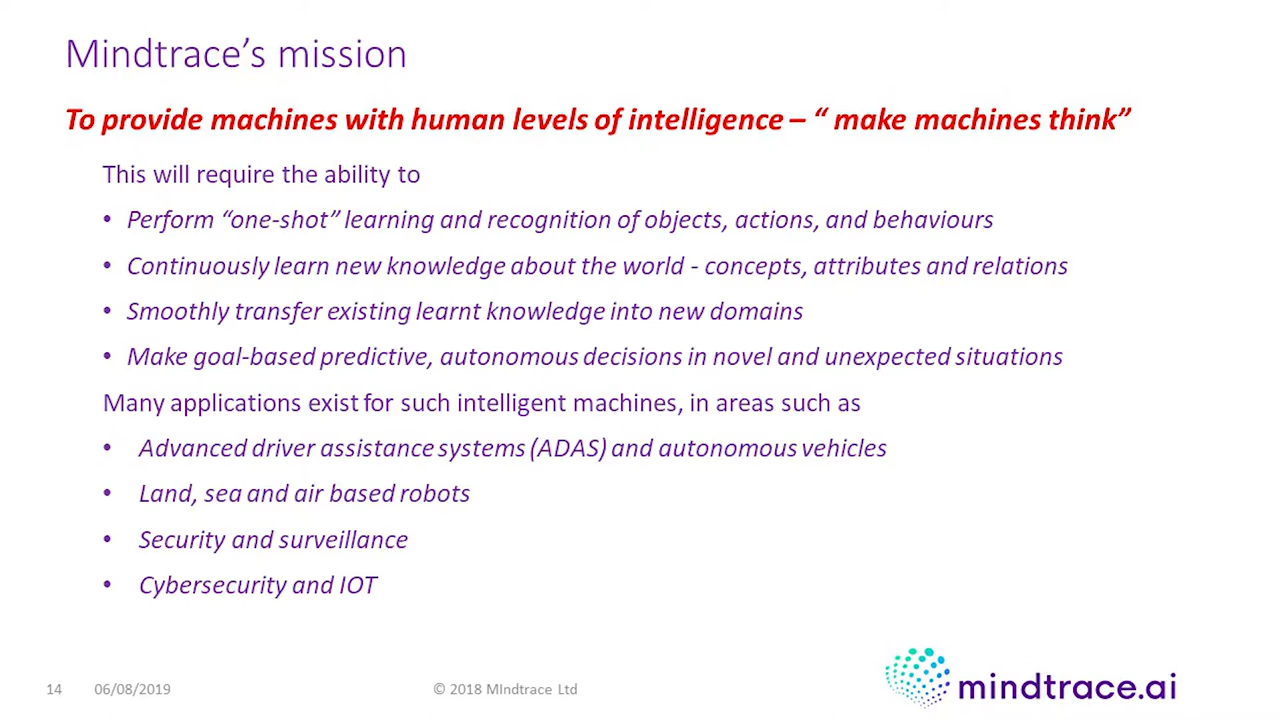 Mindtrace’s mission
To provide machines with human levels of intelligence – “ make machines think”
This will require the ability to
• Perform “one-shot” learning and recognition of objects, actions, and behaviours
• Continuously learn new knowledge about the world - concepts, attributes and relations
• Smoothly transfer existing learnt knowledge into new domains
• Make goal-based predictive, autonomous decisions in novel and unexpected situations
Many applications exist for such intelligent machines, in areas such as
• Advanced driver assistance systems (ADAS) and autonomous vehicles
• Land, sea and air based robots
• Security and surveillance
• Cybersecurity and IOT
14 06/08/2019 © 2018 MIndtrace Ltd
mindtrace.ai